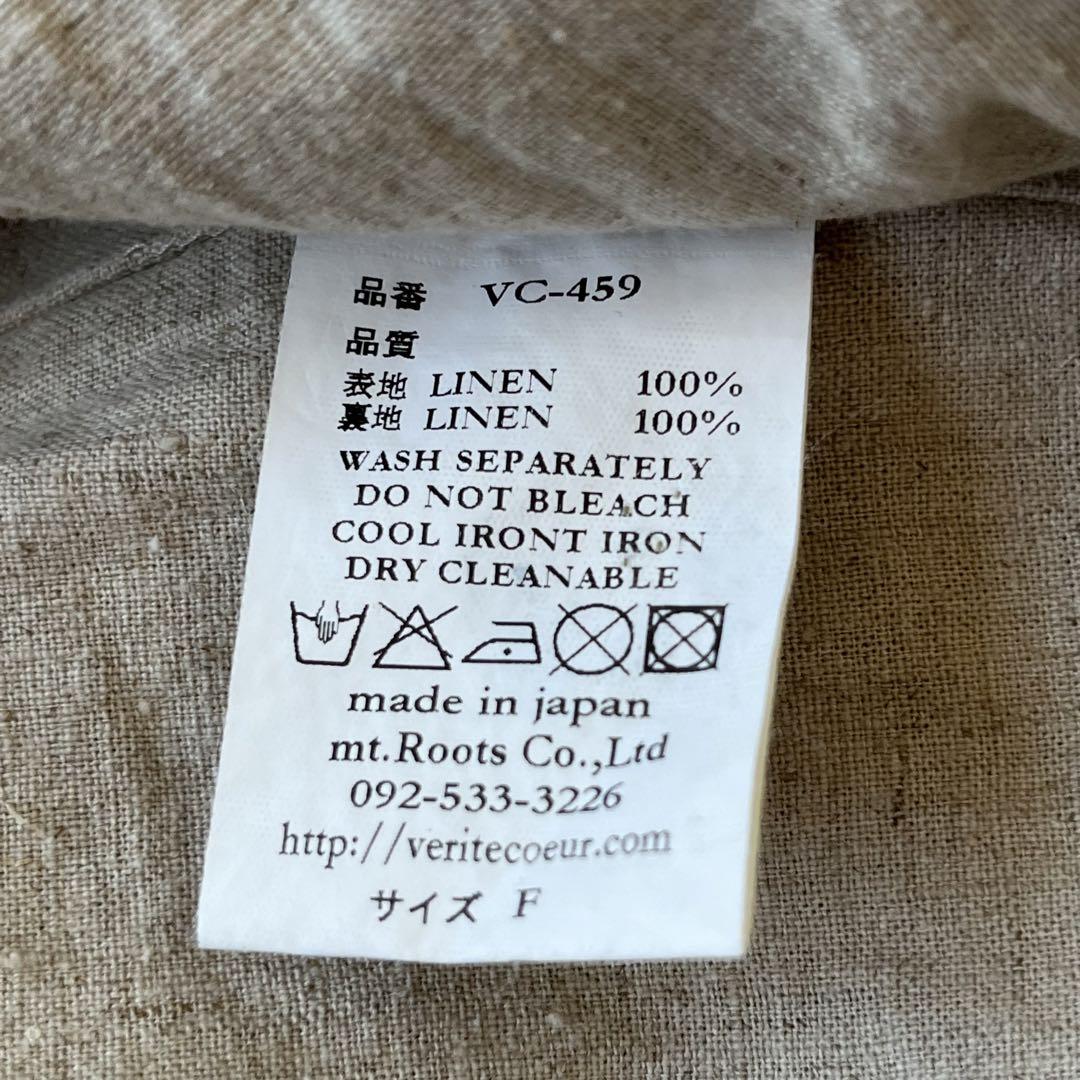 品番 VC-459
品質
表地 LINEN 100%
裏地 LINEN 100%
WASH SEPARATELY
DO NOT BLEACH
COOL IRONT IRON
DRY CLEANABLE
made in japan
mt.Roots Co.,Ltd
092-533-3226
http://veritecoeur.com
サイズ F